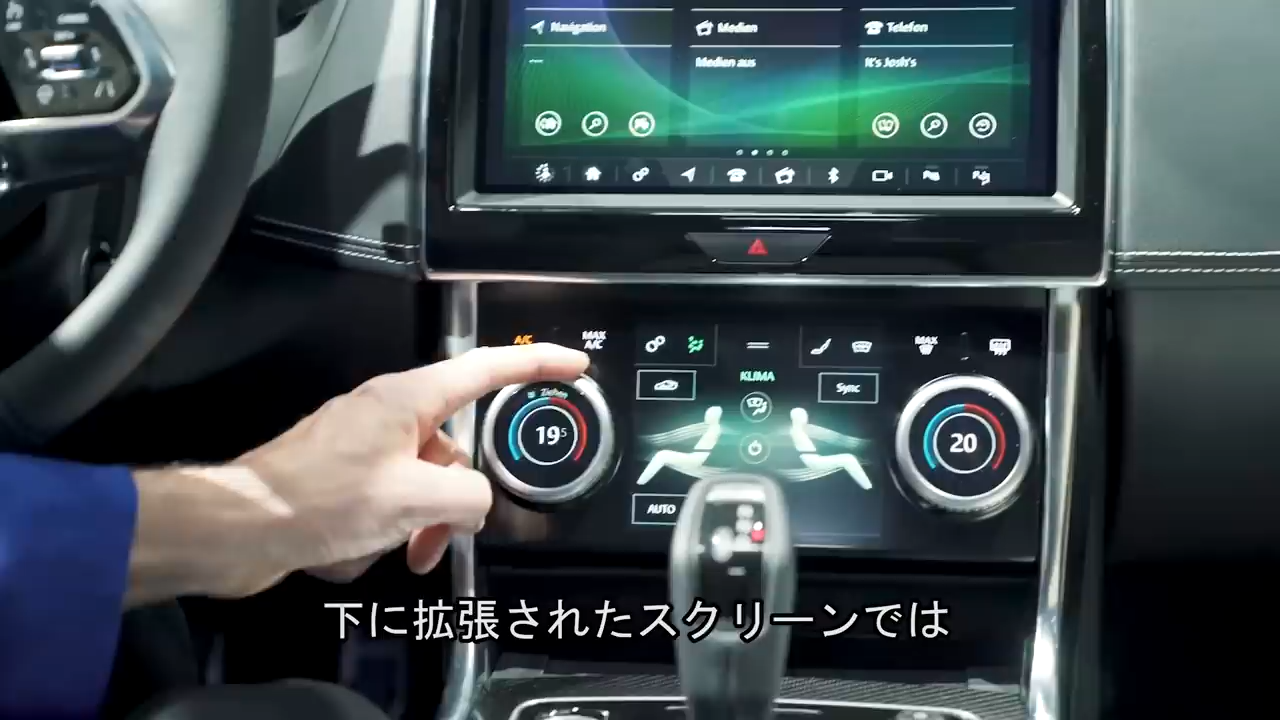 Navigation
Medien
Telefon
Medien aus
It's Josh's
A/C
MAX
A/C
MAX
KLIMA
Sync
Ziehen
19.5
20
AUTO
下に拡張されたスクリーンでは